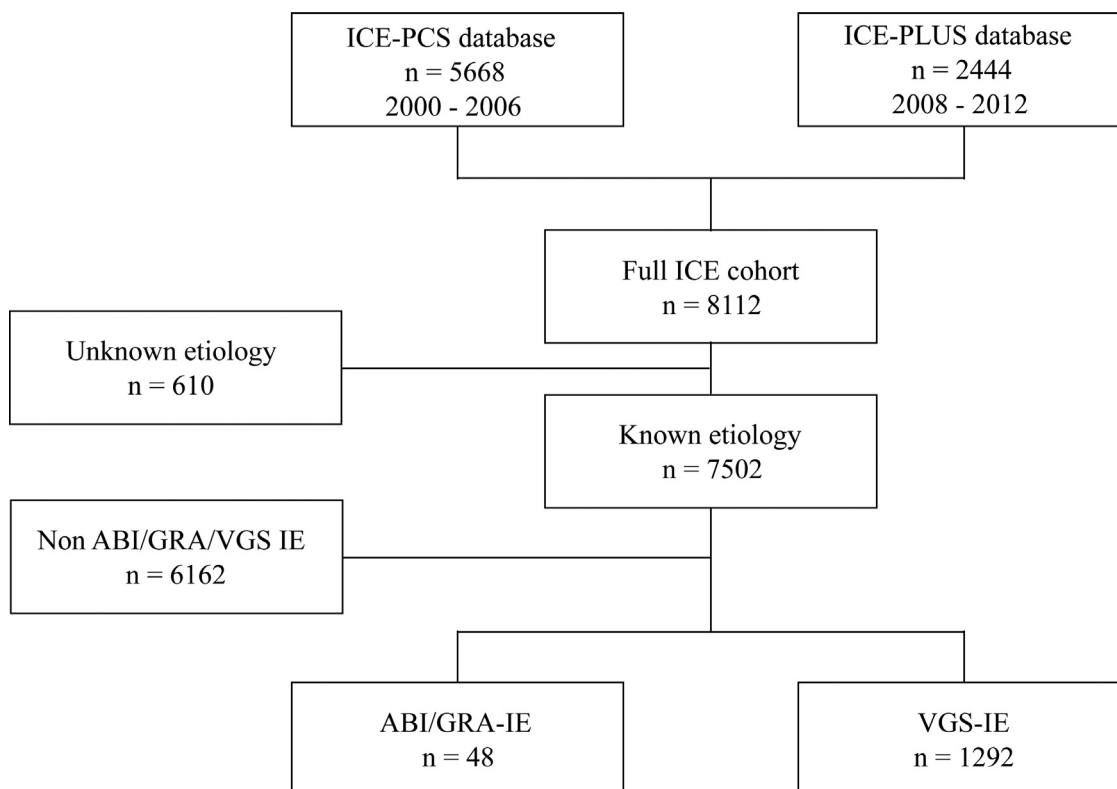 ICE-PCS database
n = 5668
2000 - 2006
ICE-PLUS database
n = 2444
2008 - 2012
Full ICE cohort
n = 8112
Unknown etiology
n = 610
Known etiology
n = 7502
Non ABI/GRA/VGS IE
n = 6162
ABI/GRA-IE
n = 48
VGS-IE
n = 1292